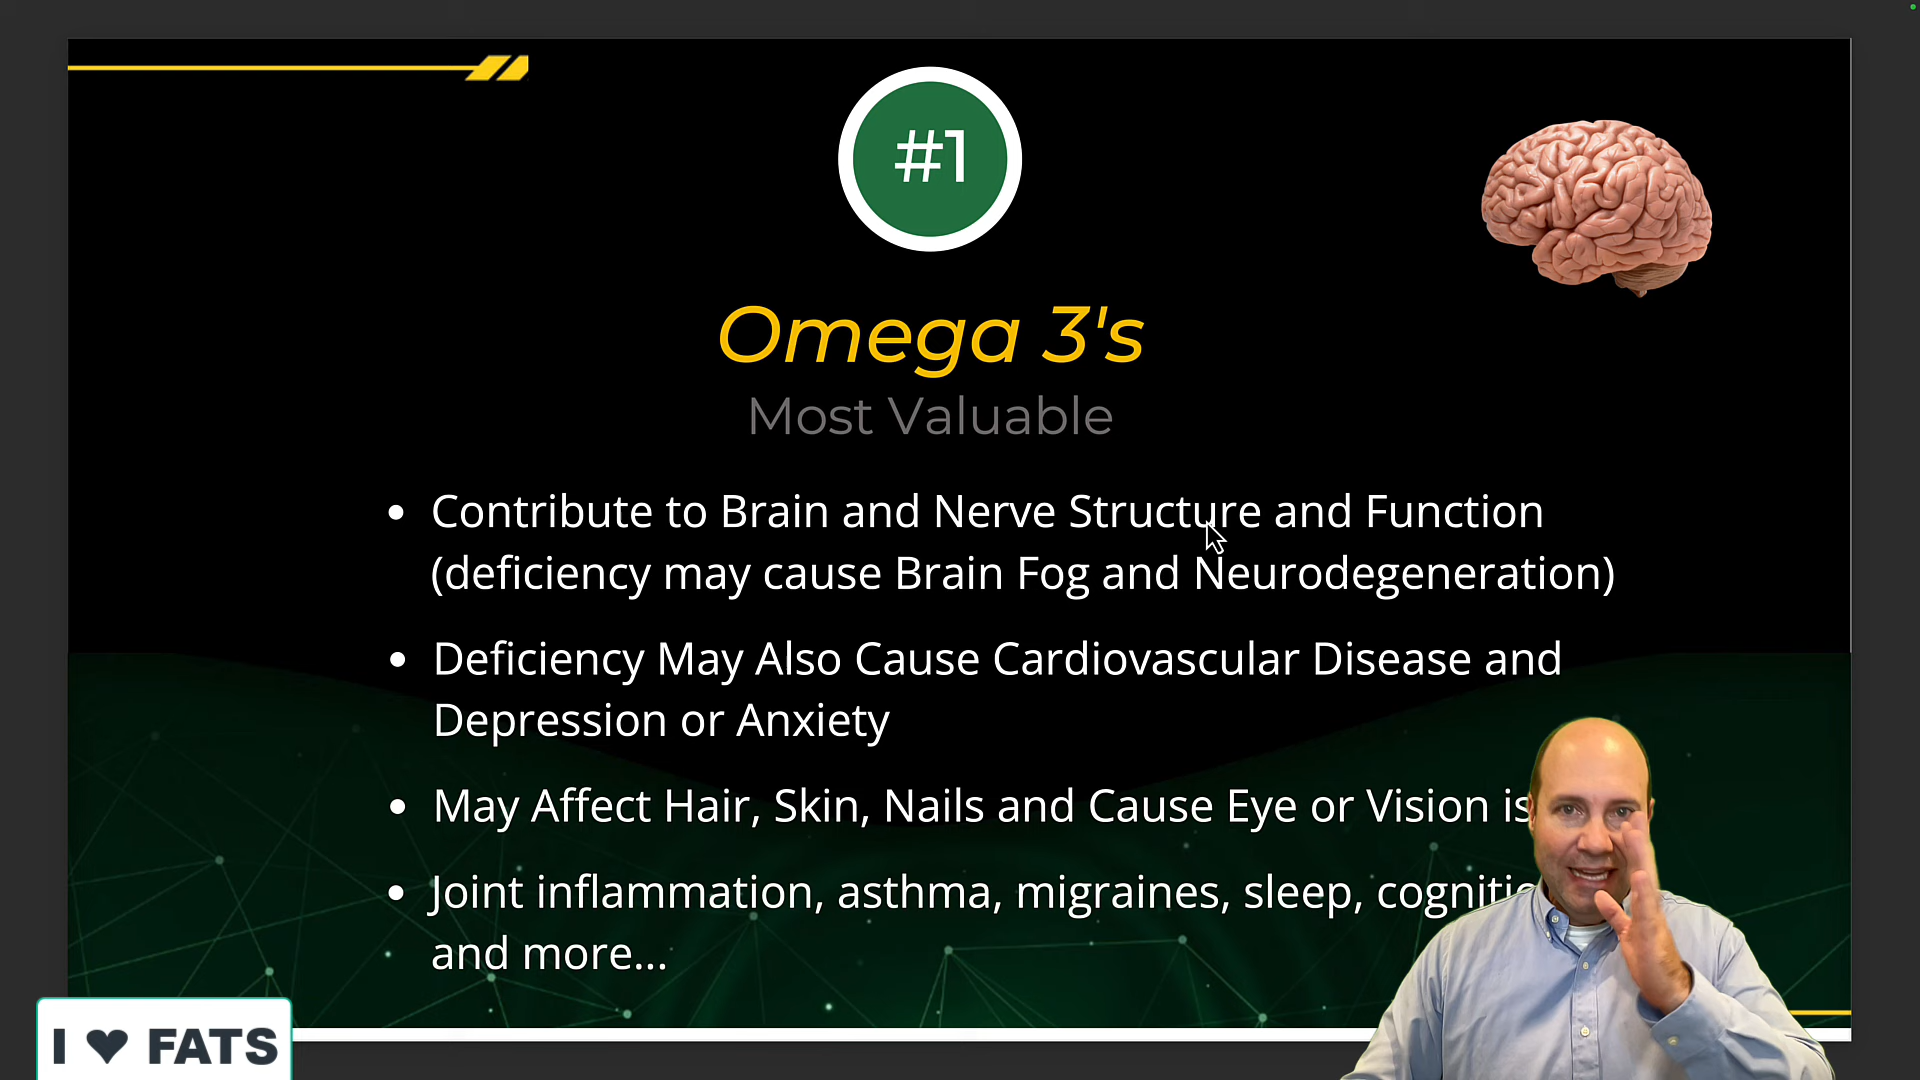 #1
Omega 3's
Most Valuable
• Contribute to Brain and Nerve Structure and Function
(deficiency may cause Brain Fog and Neurodegeneration)
• Deficiency May Also Cause Cardiovascular Disease and
Depression or Anxiety
• May Affect Hair, Skin, Nails and Cause Eye or Vision
• Joint inflammation, asthma, migraines, sleep,
and more...
I ♥ FATS